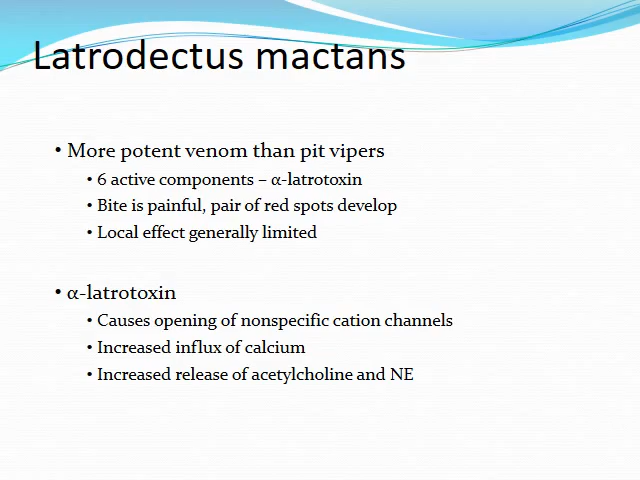 Latrodectus mactans
• More potent venom than pit vipers
• 6 active components – α-latrotoxin
• Bite is painful, pair of red spots develop
• Local effect generally limited
• α-latrotoxin
• Causes opening of nonspecific cation channels
• Increased influx of calcium
• Increased release of acetylcholine and NE